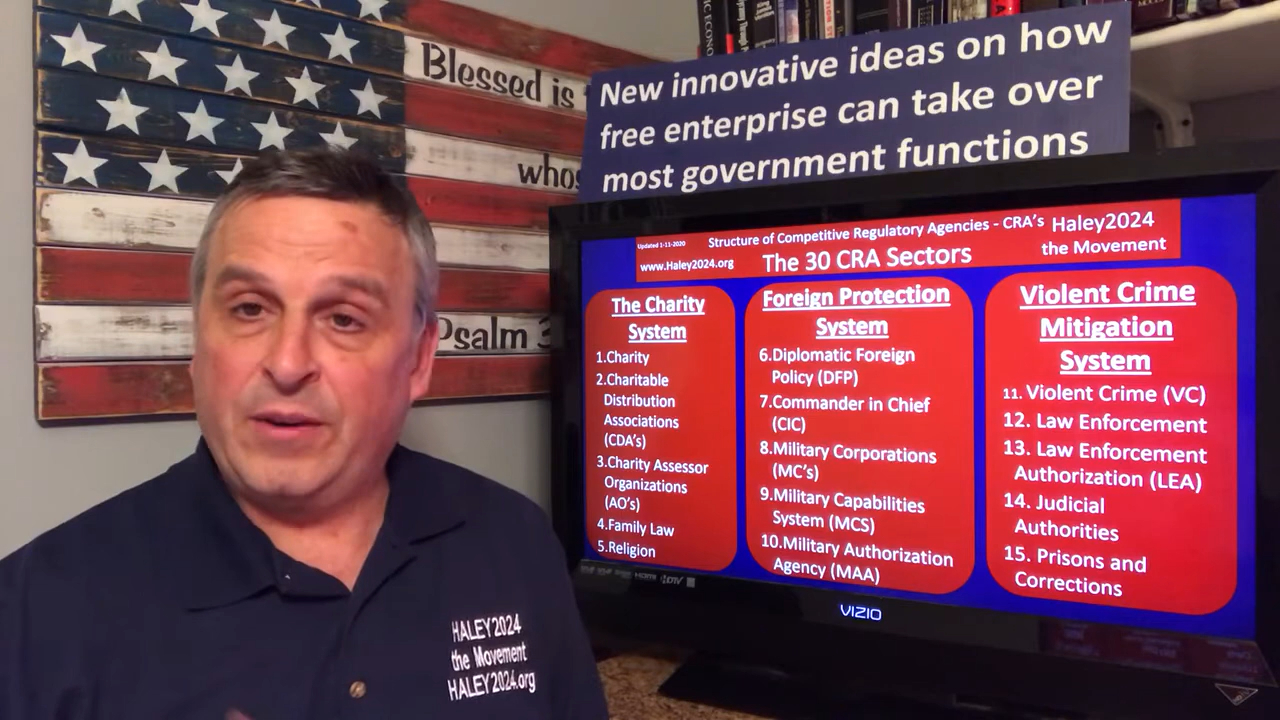 Blessed is
whos
Psalm 3
New innovative ideas on how
free enterprise can take over
most government functions
Updated 1-11-2020
Structure of Competitive Regulatory Agencies - CRA's
Haley2024
the Movement
www.Haley2024.org
The 30 CRA Sectors
The Charity
System
1.Charity
2.Charitable
Distribution
Associations
(CDA's)
3.Charity Assessor
Organizations
(AO's)
4.Family Law
5.Religion
Foreign Protection
System
6.Diplomatic Foreign
Policy (DFP)
7.Commander in Chief
(CIC)
8.Military Corporations
(MC's)
9.Military Capabilities
System (MCS)
10.Military Authorization
Agency (MAA)
Violent Crime
Mitigation
System
11. Violent Crime (VC)
12. Law Enforcement
13. Law Enforcement
Authorization (LEA)
14. Judicial
Authorities
15. Prisons and
Corrections
HDMI
VIZIO
HALEY2024
the Movement
HALEY2024.org